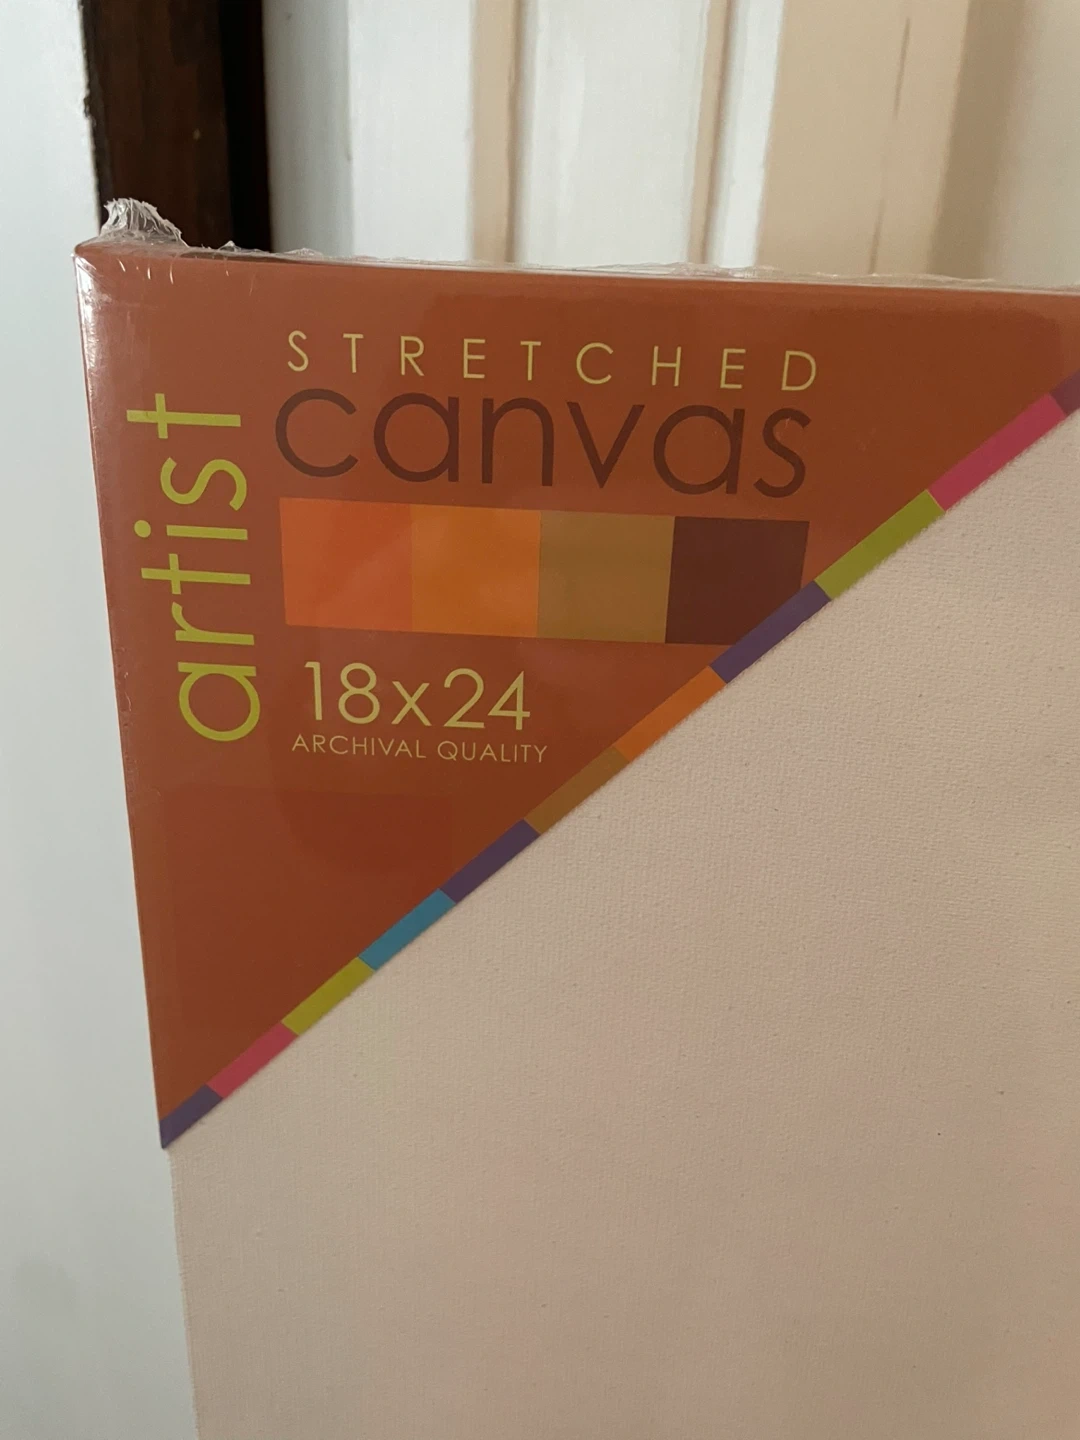 artist
STRETCHED
canvas
18x24
ARCHIVAL QUALITY